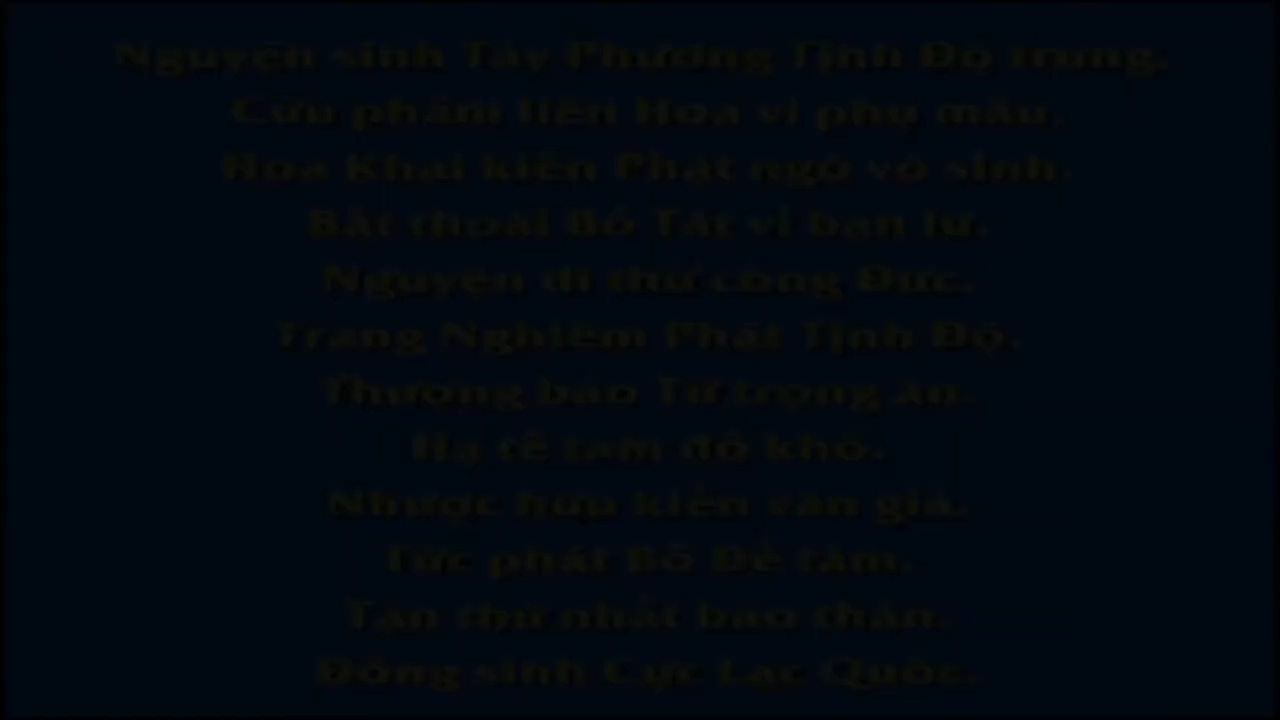 Nguyện sinh Tây Phương Tịnh Độ trung.
Cửu phẩm liên Hoa vi phụ mẫu.
Hoa Khai kiến Phật ngộ vô sinh.
Bất thoái Bồ Tát vi bạn lữ.
Nguyện dĩ thử công Đức.
Trang Nghiêm Phật Tịnh Độ.
Thượng báo Tứ trọng ân.
Hạ tế tam đồ khổ.
Nhược hữu kiến văn giả.
Tức phát Bồ Đề tâm.
Tận thử nhất báo thân.
Đồng sinh Cực Lạc Quốc.